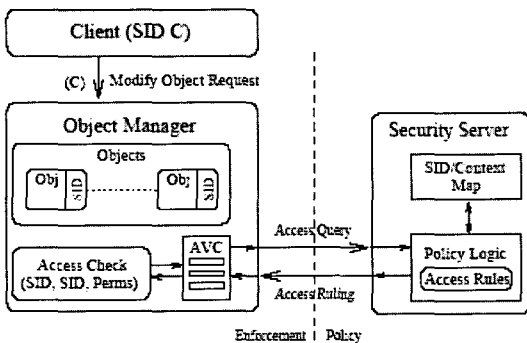 Client (SID C)
(C) Modify Object Request
Object Manager
Objects
Obj SID
Obj SID
Access Check
(SID, SID, Perms)
AVC
Access Query
Access Ruling
Enforcement Policy
Security Server
SID/Context
Map
Policy Logic
Access Rules